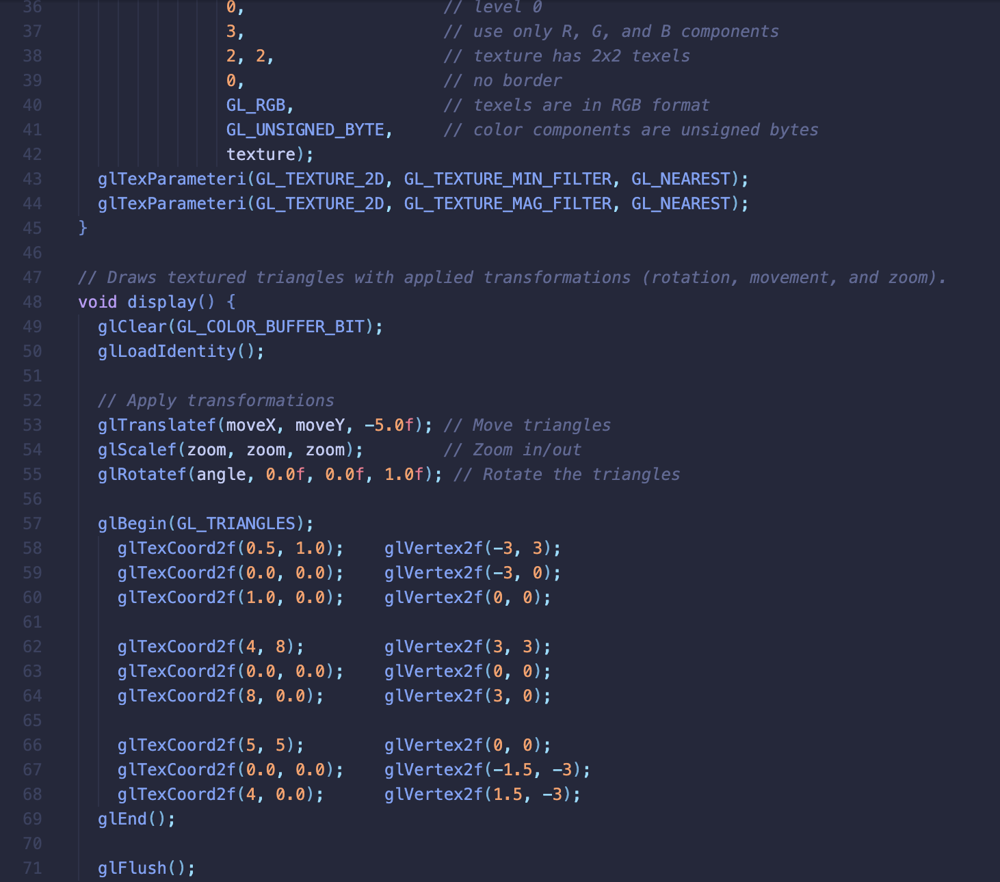 36 0, // level 0
37 3, // use only R, G, and B components
38 2, 2, // texture has 2x2 texels
39 0, // no border
40 GL_RGB, // texels are in RGB format
41 GL_UNSIGNED_BYTE, // color components are unsigned bytes
42 texture);
43 glTexParameteri(GL_TEXTURE_2D, GL_TEXTURE_MIN_FILTER, GL_NEAREST);
44 glTexParameteri(GL_TEXTURE_2D, GL_TEXTURE_MAG_FILTER, GL_NEAREST);
45 }
46
47 // Draws textured triangles with applied transformations (rotation, movement, and zoom).
48 void display() {
49 glClear(GL_COLOR_BUFFER_BIT);
50 glLoadIdentity();
51
52 // Apply transformations
53 glTranslatef(moveX, moveY, -5.0f); // Move triangles
54 glScalef(zoom, zoom, zoom); // Zoom in/out
55 glRotatef(angle, 0.0f, 0.0f, 1.0f); // Rotate the triangles
56
57 glBegin(GL_TRIANGLES);
58 glTexCoord2f(0.5, 1.0); glVertex2f(-3, 3);
59 glTexCoord2f(0.0, 0.0); glVertex2f(-3, 0);
60 glTexCoord2f(1.0, 0.0); glVertex2f(0, 0);
61
62 glTexCoord2f(4, 8); glVertex2f(3, 3);
63 glTexCoord2f(0.0, 0.0); glVertex2f(0, 0);
64 glTexCoord2f(8, 0.0); glVertex2f(3, 0);
65
66 glTexCoord2f(5, 5); glVertex2f(0, 0);
67 glTexCoord2f(0.0, 0.0); glVertex2f(-1.5, -3);
68 glTexCoord2f(4, 0.0); glVertex2f(1.5, -3);
69 glEnd();
70
71 glFlush();